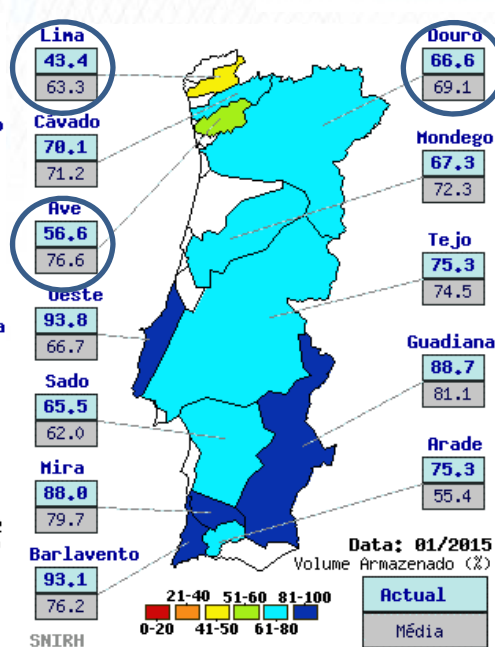 Lima
43.4
63.3
Cávado
70.1
71.2
Ave
56.6
76.6
Oeste
93.8
66.7
Sado
65.5
62.0
Mira
88.0
79.7
Barlavento
93.1
76.2
SNIRH
Douro
66.6
69.1
Mondego
67.3
72.3
Tejo
75.3
74.5
Guadiana
88.7
81.1
Arade
75.3
55.4
Data: 01/2015
Volume Armazenado (%)
Actual
Média
21-40 51-60 81-100
0-20 41-50 61-80